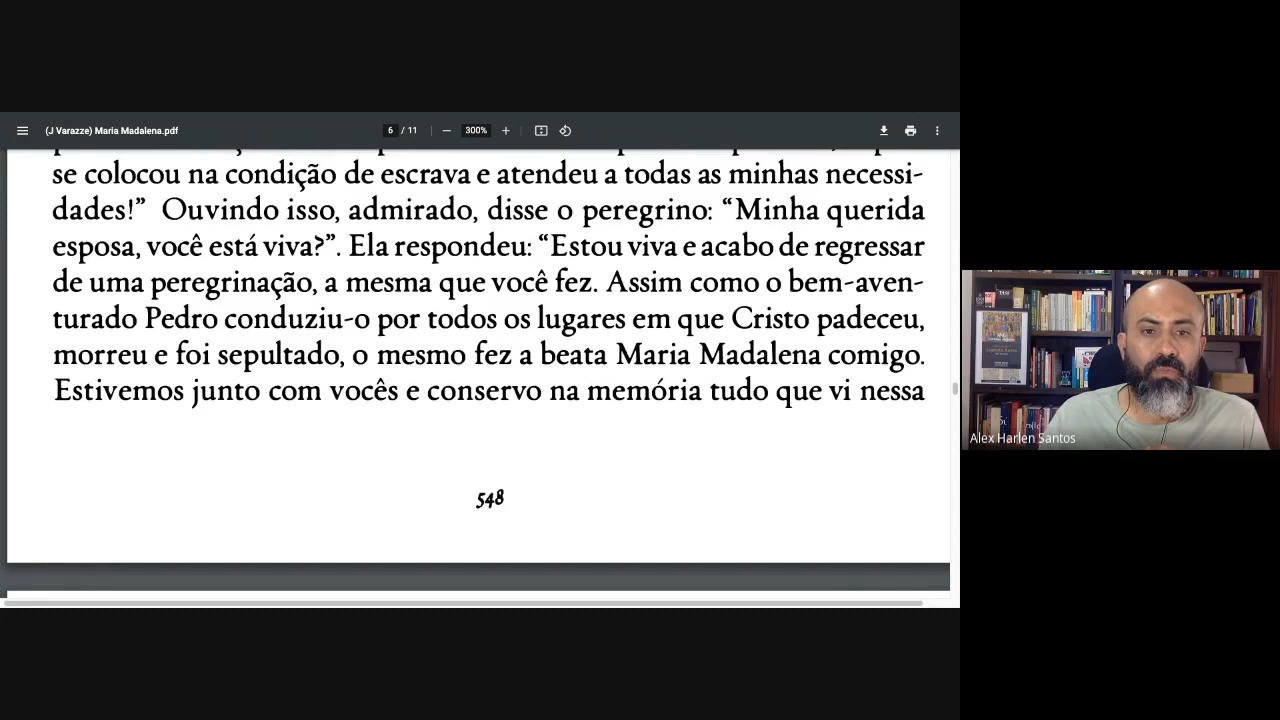 (J Varazze) Maria Madalena.pdf
6 / 11
300%
se colocou na condição de escrava e atendeu a todas as minhas necessi-
dades!” Ouvindo isso, admirado, disse o peregrino: “Minha querida
esposa, você está viva?”. Ela respondeu: “Estou viva e acabo de regressar
de uma peregrinação, a mesma que você fez. Assim como o bem-aven-
turado Pedro conduziu-o por todos os lugares em que Cristo padeceu,
morreu e foi sepultado, o mesmo fez a beata Maria Madalena comigo.
Estivemos junto com vocês e conservo na memória tudo que vi nessa
548
Alex Harlen Santos